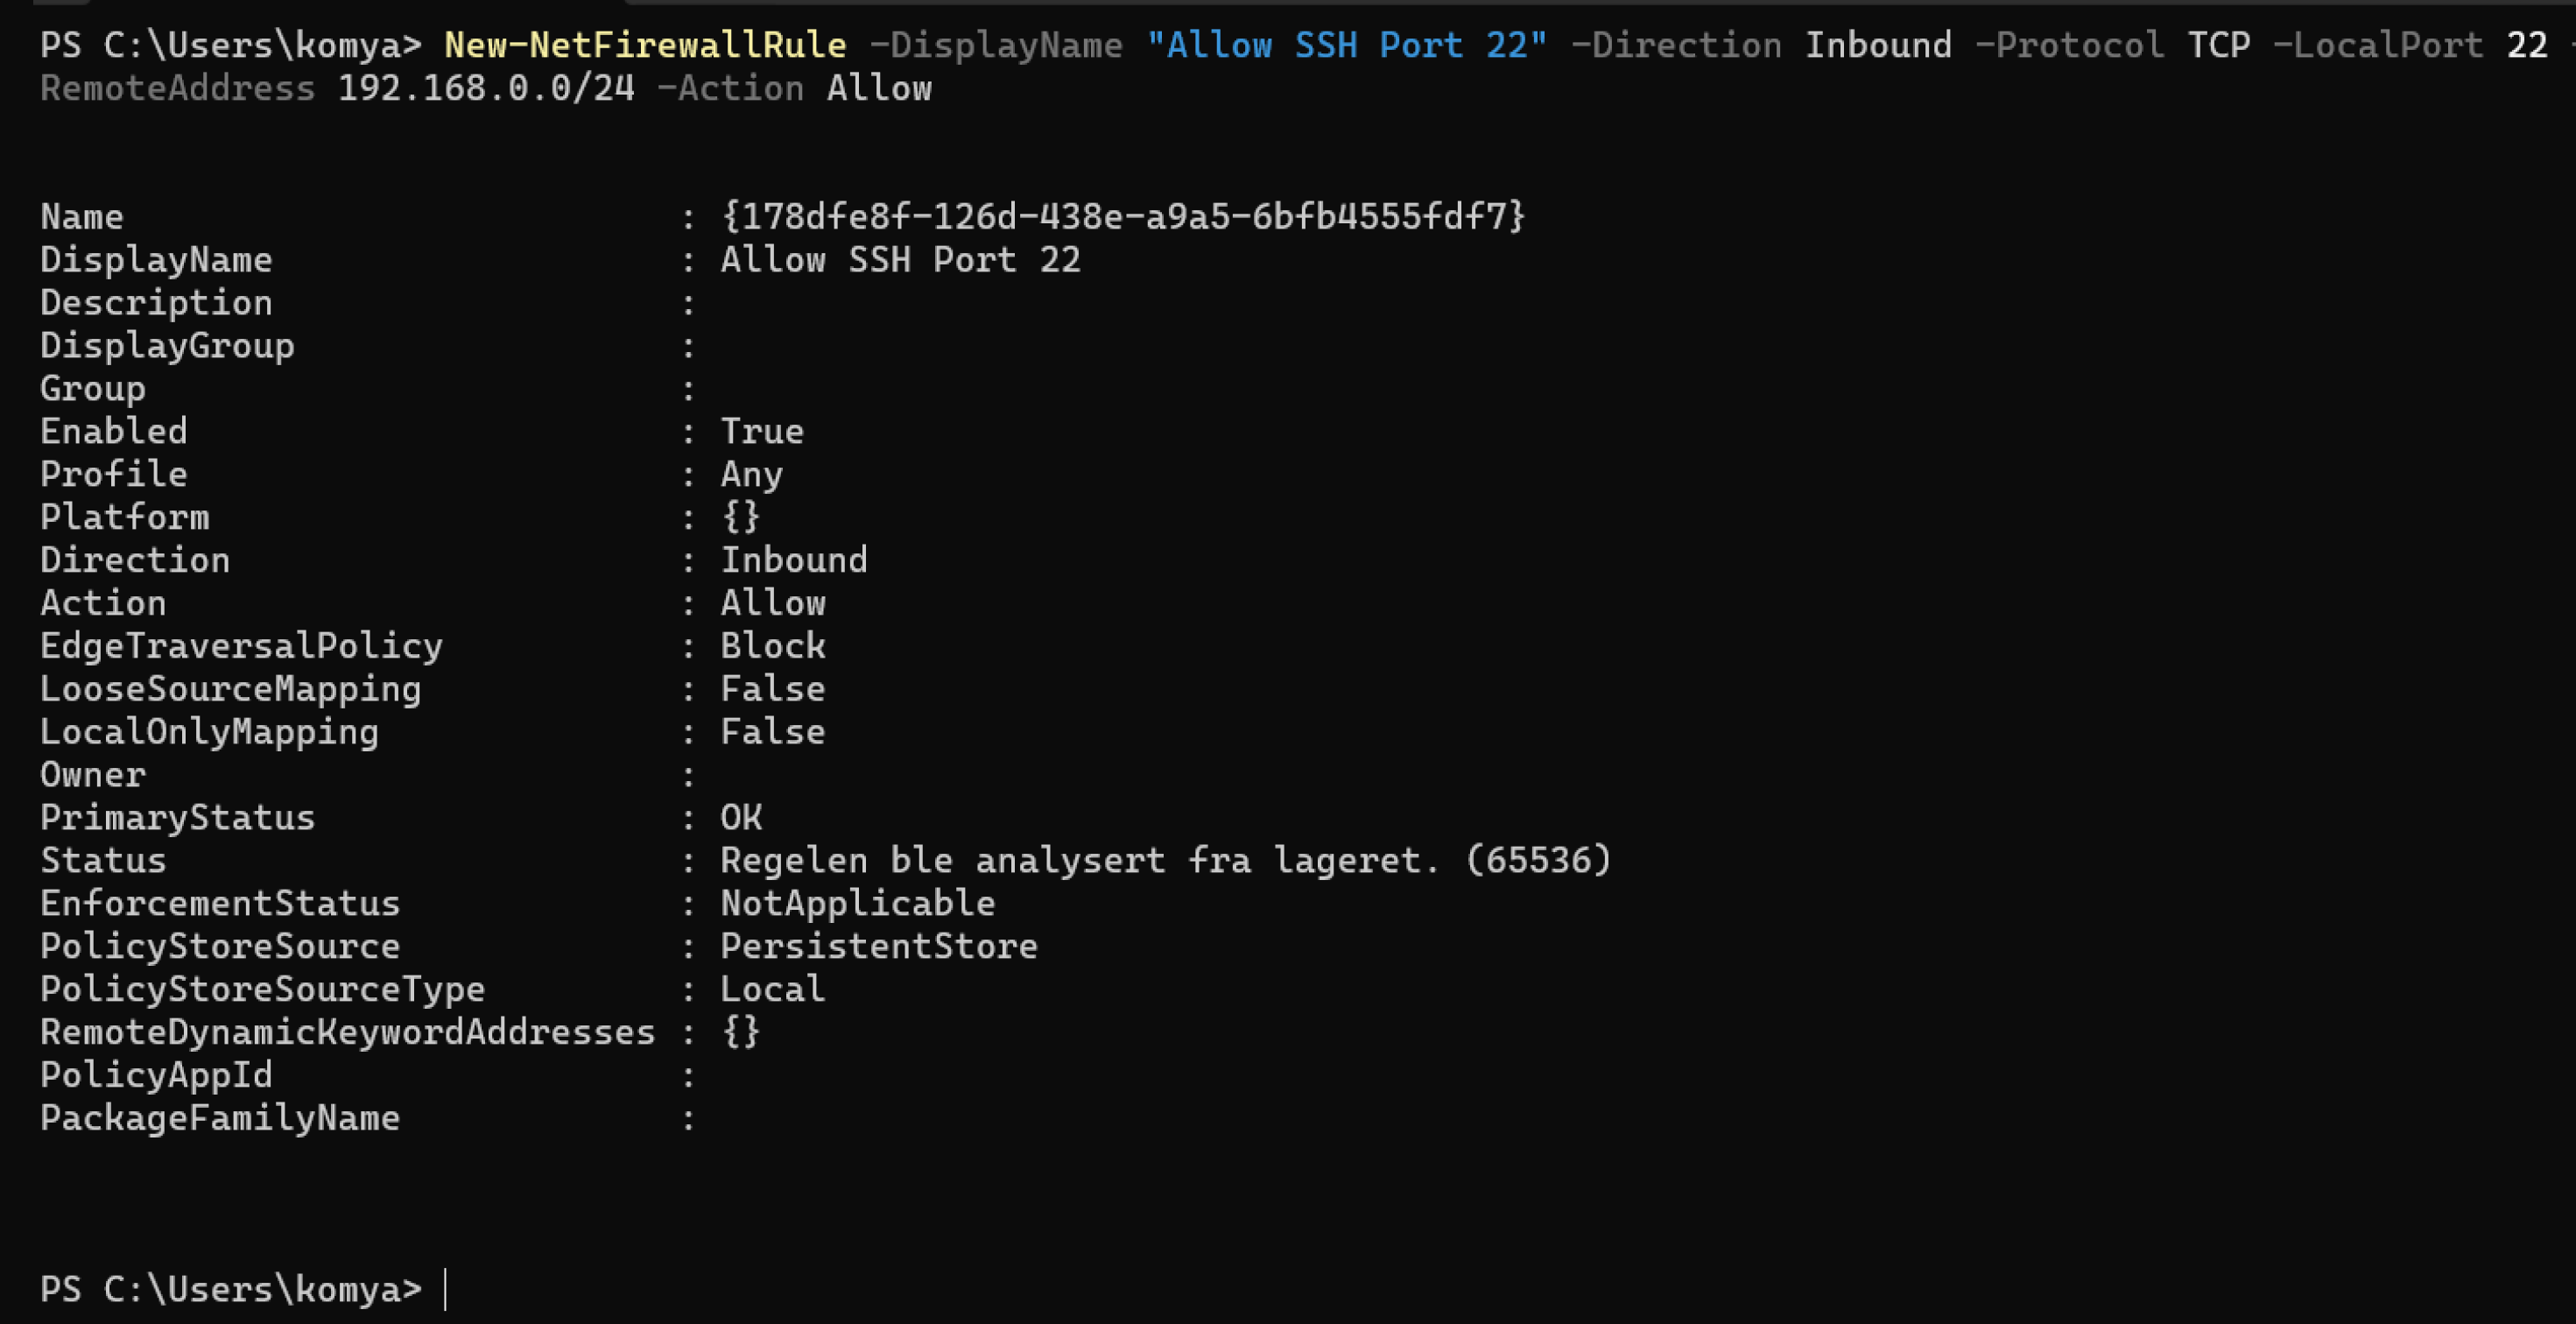 PS C:\Users\komya> New-NetFirewallRule -DisplayName "Allow SSH Port 22" -Direction Inbound -Protocol TCP -LocalPort 22 -
RemoteAddress 192.168.0.0/24 -Action Allow
Name : {178dfe8f-126d-438e-a9a5-6bfb4555fdf7}
DisplayName : Allow SSH Port 22
Description :
DisplayGroup :
Group :
Enabled : True
Profile : Any
Platform : {}
Direction : Inbound
Action : Allow
EdgeTraversalPolicy : Block
LooseSourceMapping : False
LocalOnlyMapping : False
Owner :
PrimaryStatus : OK
Status : Regelen ble analysert fra lageret. (65536)
EnforcementStatus : NotApplicable
PolicyStoreSource : PersistentStore
PolicyStoreSourceType : Local
RemoteDynamicKeywordAddresses : {}
PolicyAppId :
PackageFamilyName :
PS C:\Users\komya>